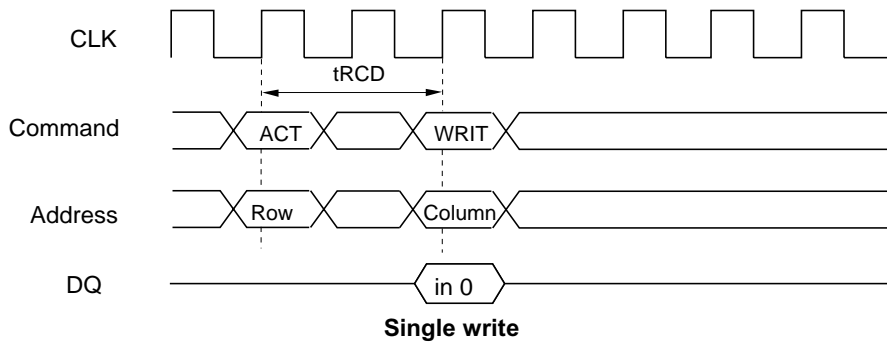 CLK
tRCD
Command ACT WRIT
Address Row Column
DQ in 0
Single write